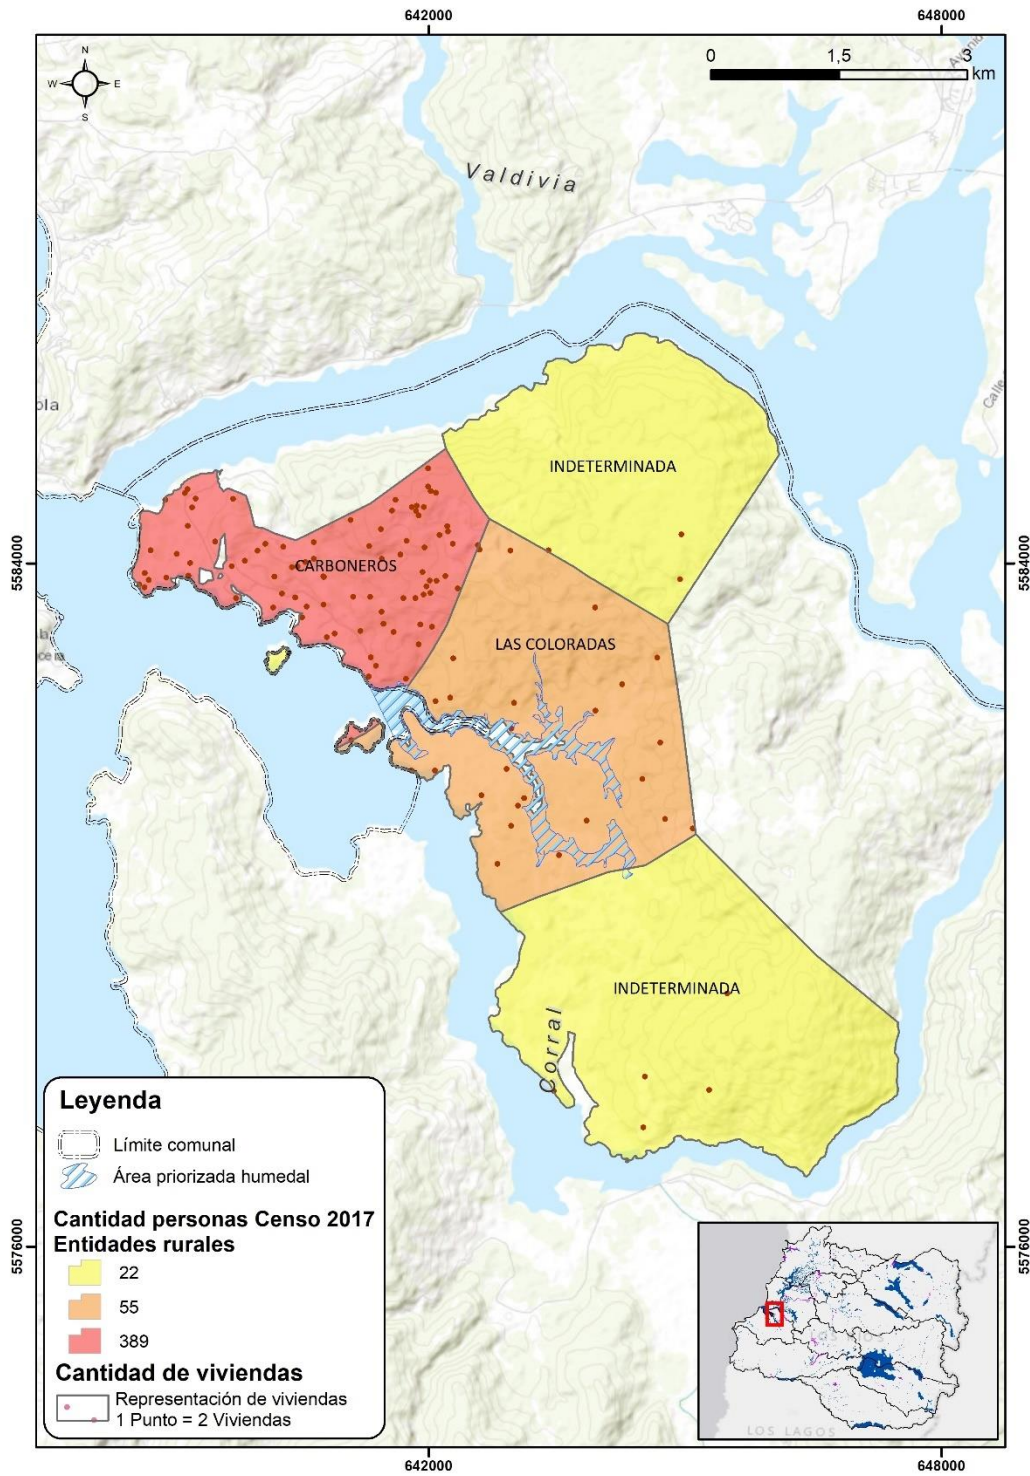 642000
648000
N
W
E
S
0
1,5
3
km
Valdivia
INDETERMINADA
5584000
5584000
CARBONEROS
LAS COLORADAS
INDETERMINADA
Corral
Leyenda
Límite comunal
Área priorizada humedal
Cantidad personas Censo 2017
Entidades rurales
22
55
389
Cantidad de viviendas
Representación de viviendas
1 Punto = 2 Viviendas
5576000
5576000
LOS LAGOS
642000
648000